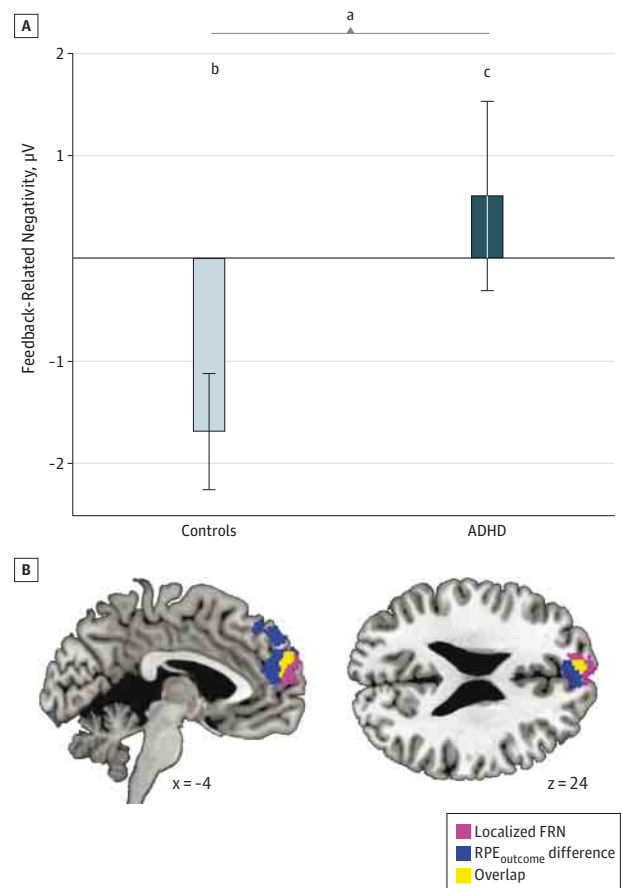 A
a
2
b
c
1
Feedback-Related Negativity, µV
-1
-2
Controls
ADHD
B
x = -4
z = 24
Localized FRN
RPEoutcome difference
Overlap